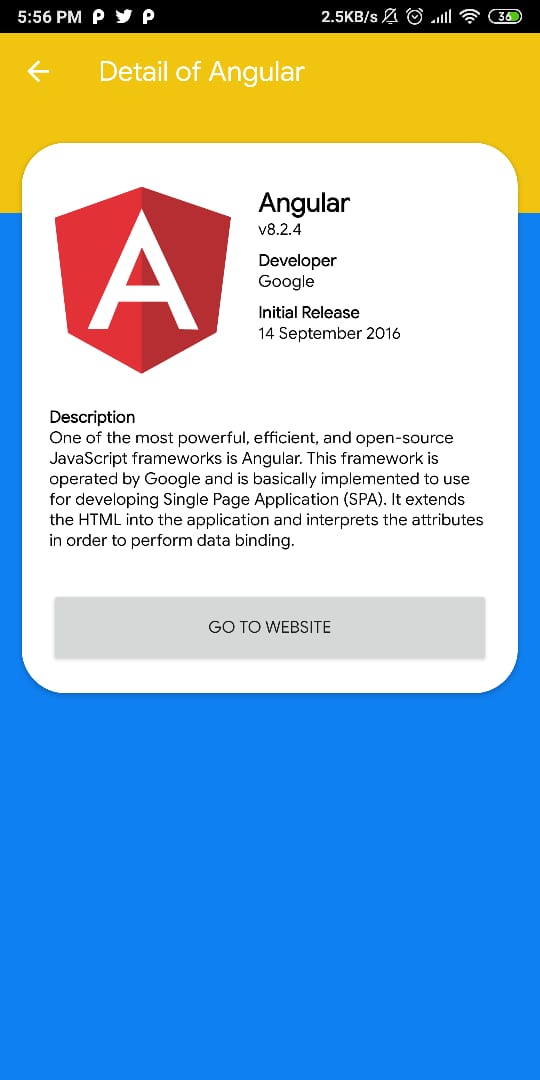 5:56 PM P P 2.5KB/s 36
Detail of Angular
A
Angular
v8.2.4
Developer
Google
Initial Release
14 September 2016
Description
One of the most powerful, efficient, and open-source
JavaScript frameworks is Angular. This framework is
operated by Google and is basically implemented to use
for developing Single Page Application (SPA). It extends
the HTML into the application and interprets the attributes
in order to perform data binding.
GO TO WEBSITE